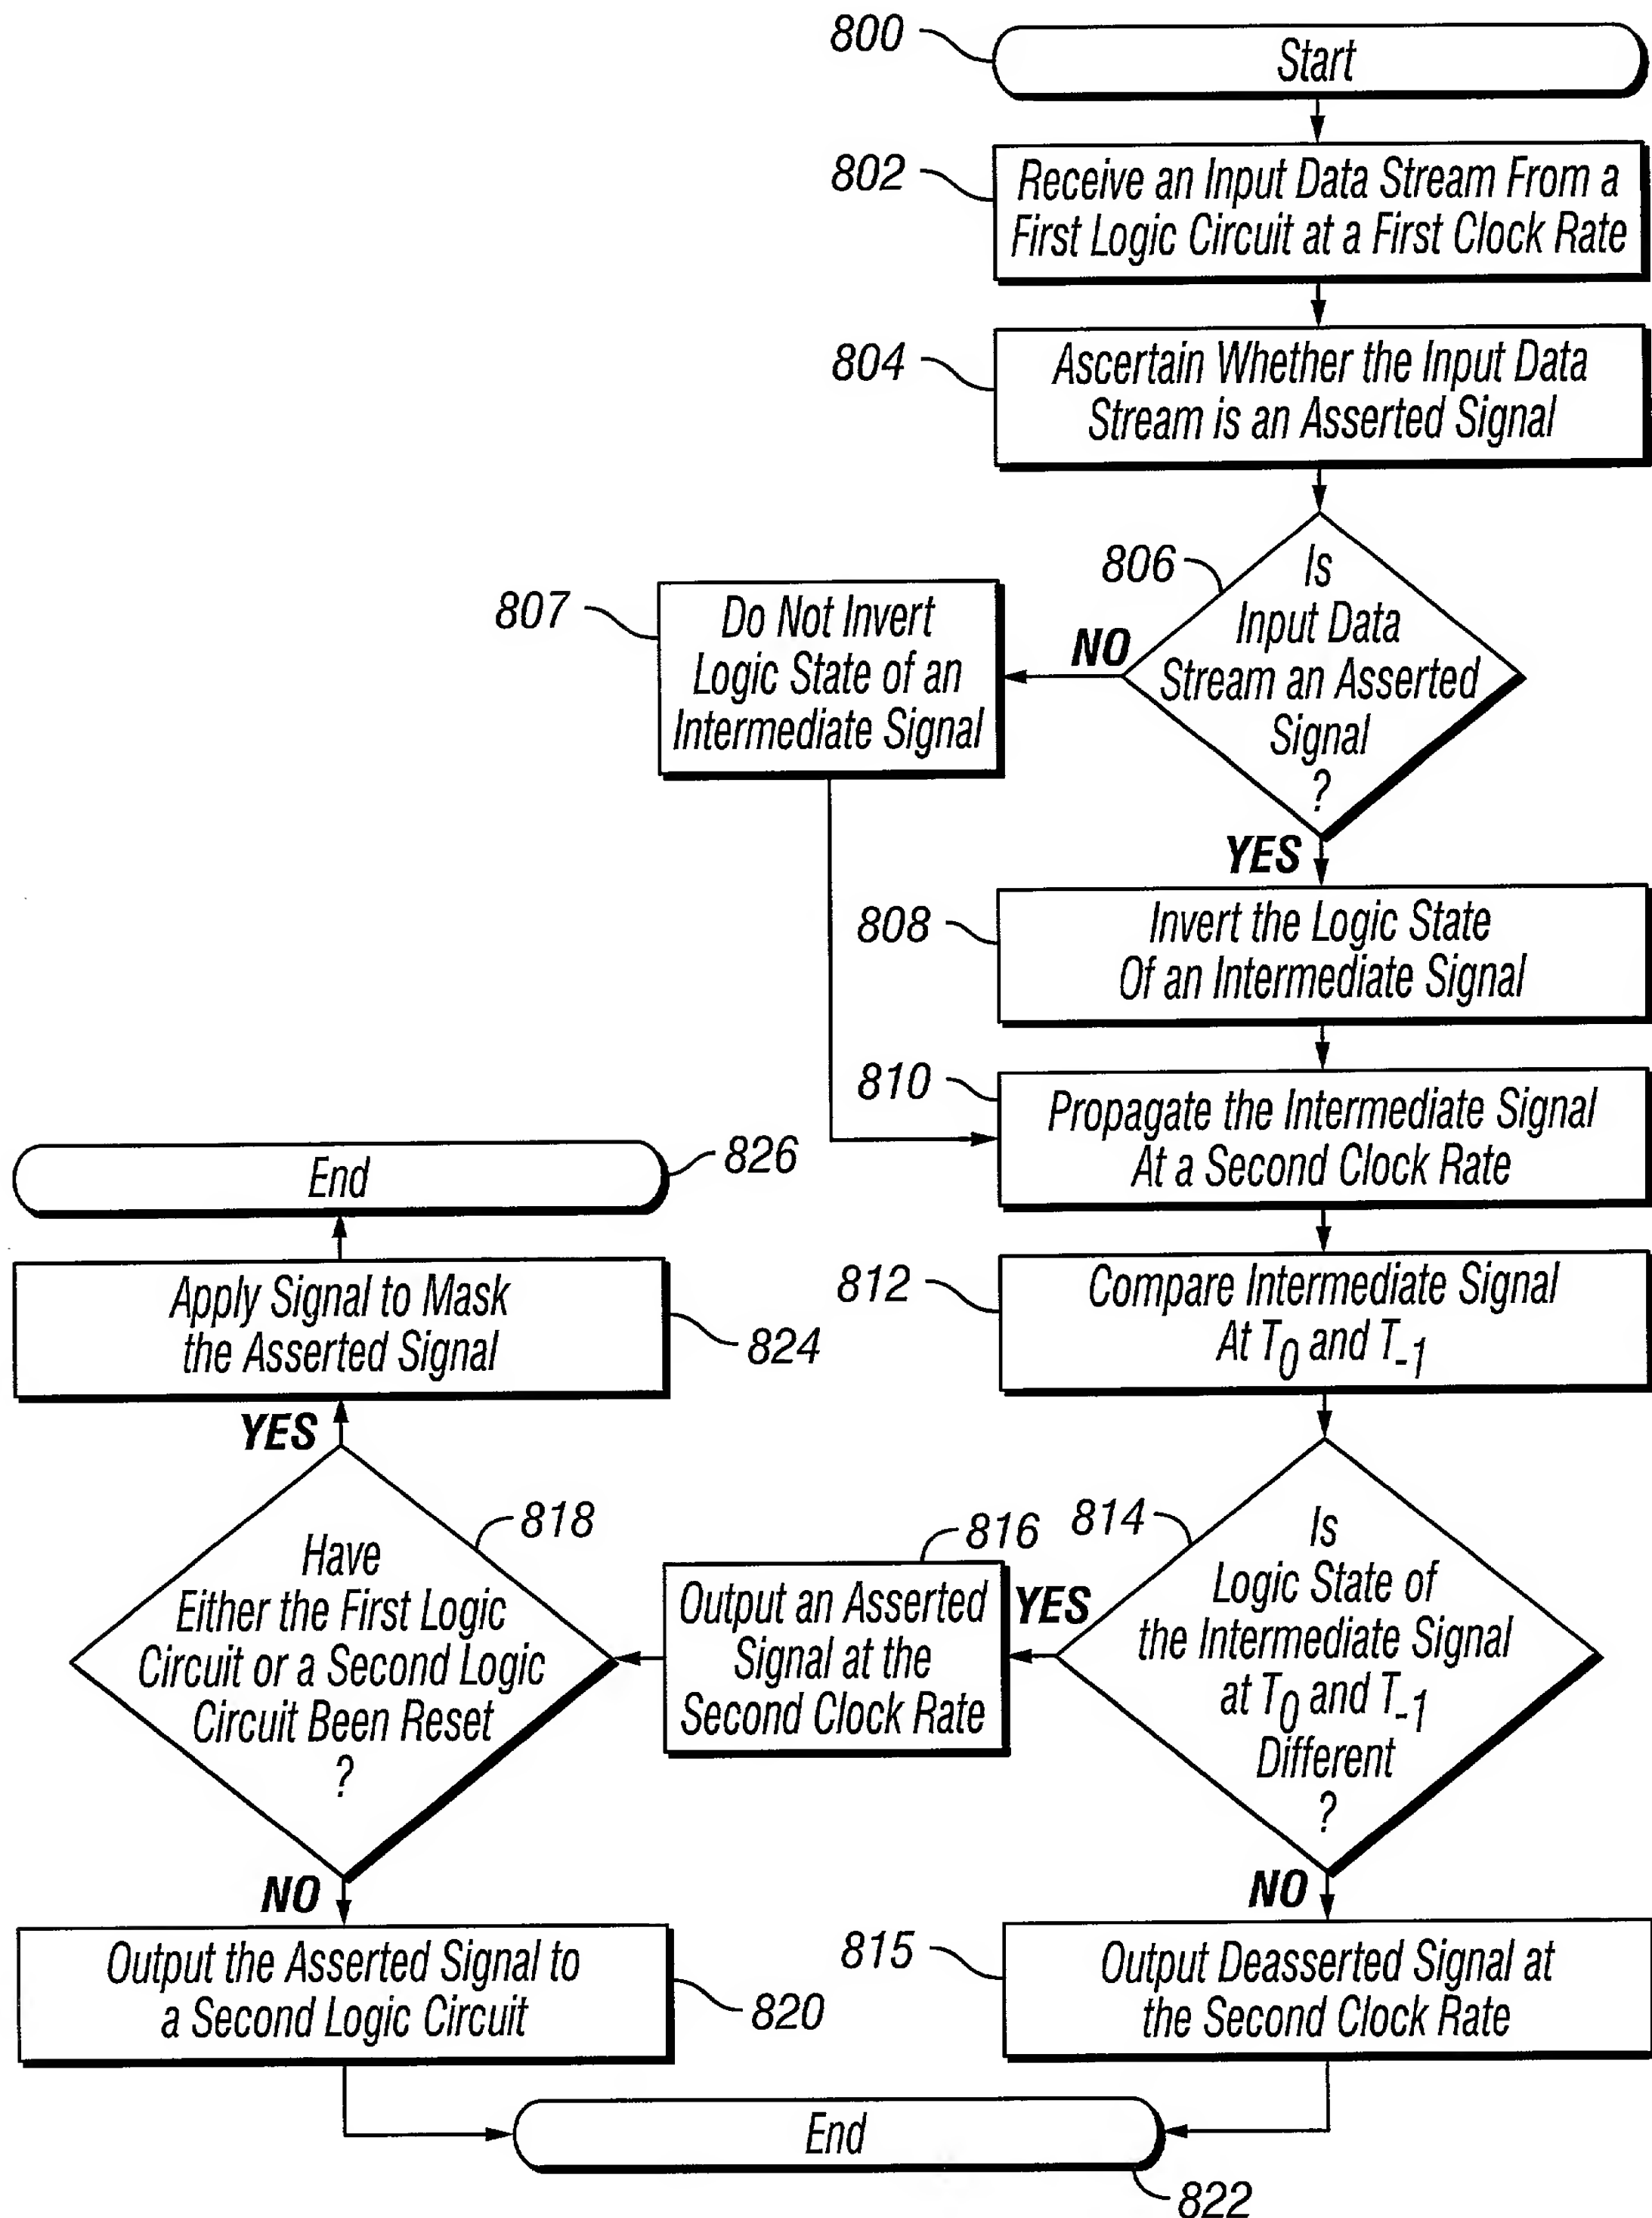 800
Start
802
Receive an Input Data Stream From a
First Logic Circuit at a First Clock Rate
804
Ascertain Whether the Input Data
Stream is an Asserted Signal
806
Is
Input Data
Stream an Asserted
Signal
?
NO
807
Do Not Invert
Logic State of an
Intermediate Signal
YES
808
Invert the Logic State
Of an Intermediate Signal
810
Propagate the Intermediate Signal
At a Second Clock Rate
812
Compare Intermediate Signal
At T0 and T-1
814
Is
Logic State of
the Intermediate Signal
at T0 and T-1
Different
?
YES
816
Output an Asserted
Signal at the
Second Clock Rate
NO
815
Output Deasserted Signal at
the Second Clock Rate
818
Have
Either the First Logic
Circuit or a Second Logic
Circuit Been Reset
?
YES
824
Apply Signal to Mask
the Asserted Signal
826
End
NO
820
Output the Asserted Signal to
a Second Logic Circuit
End
822